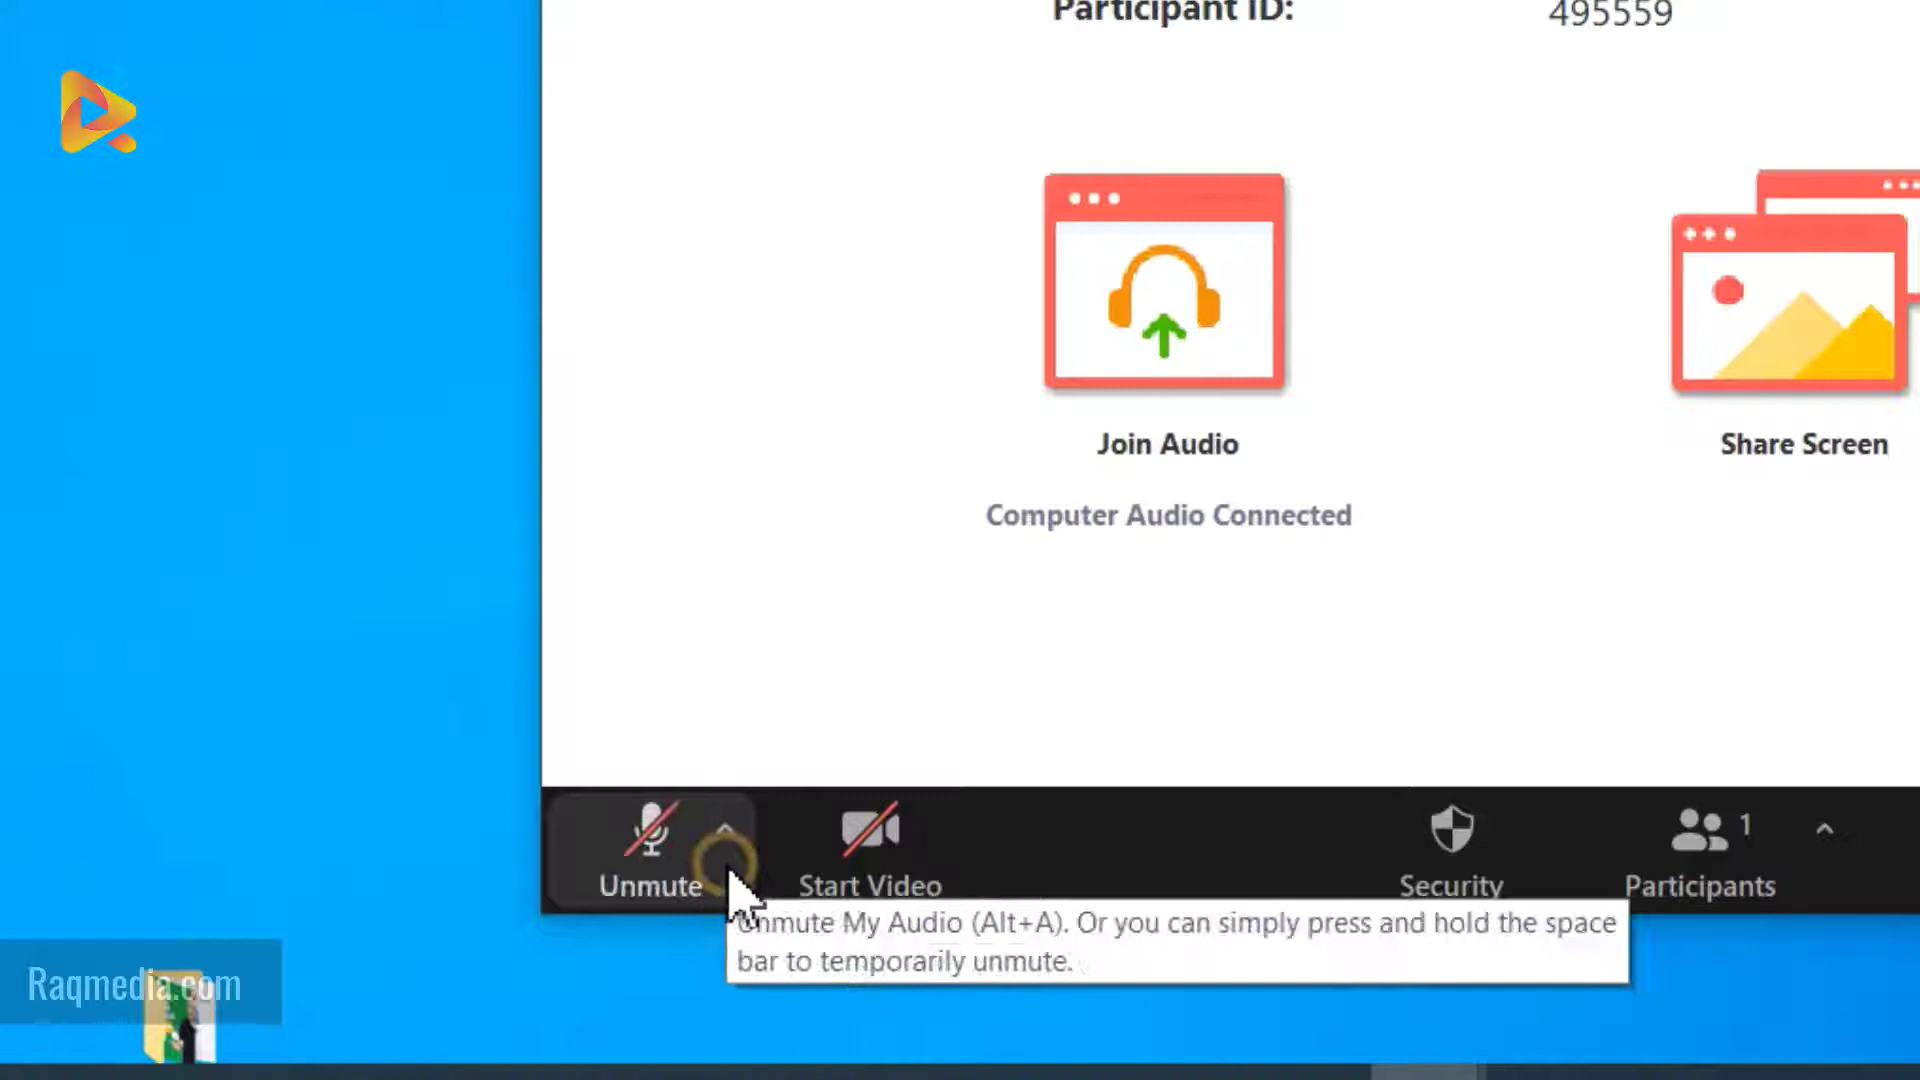 Participant ID: 495559
Join Audio
Share Screen
Computer Audio Connected
1
Unmute
Start Video
Security
Participants
Unmute My Audio (Alt+A). Or you can simply press and hold the space
bar to temporarily unmute.
Raqmedia.com